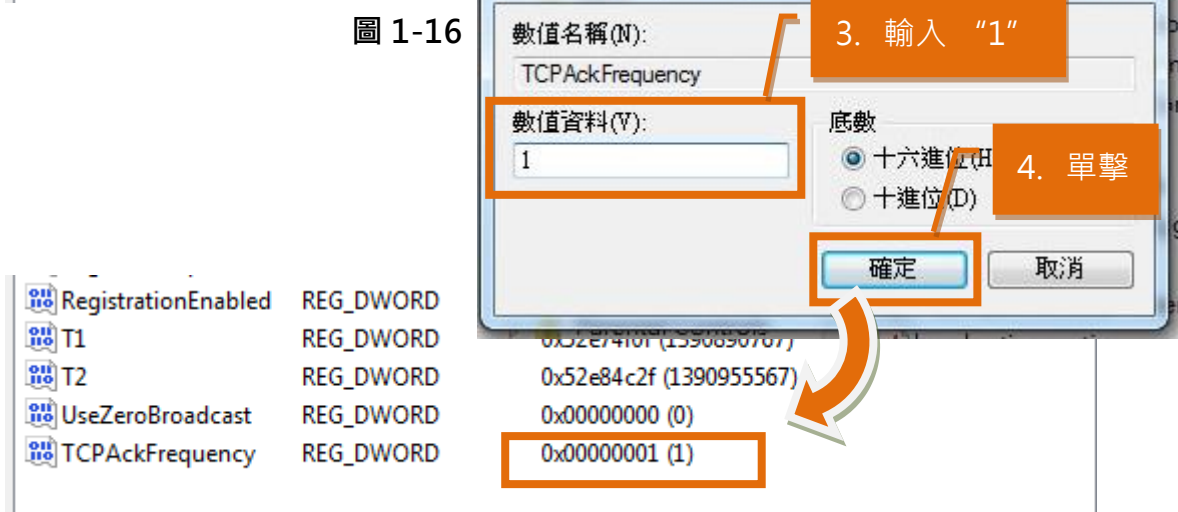 圖 1-16
數值名稱(N):
3. 輸入 “1”
TCPAckFrequency
數值資料(V):
底數
1
十六進位(H
4. 單擊
十進位(D)
確定
取消
RegistrationEnabled REG_DWORD
T1 REG_DWORD
T2 REG_DWORD 0x52e84c2f (1390955567)
UseZeroBroadcast REG_DWORD 0x00000000 (0)
TCPAckFrequency REG_DWORD 0x00000001 (1)